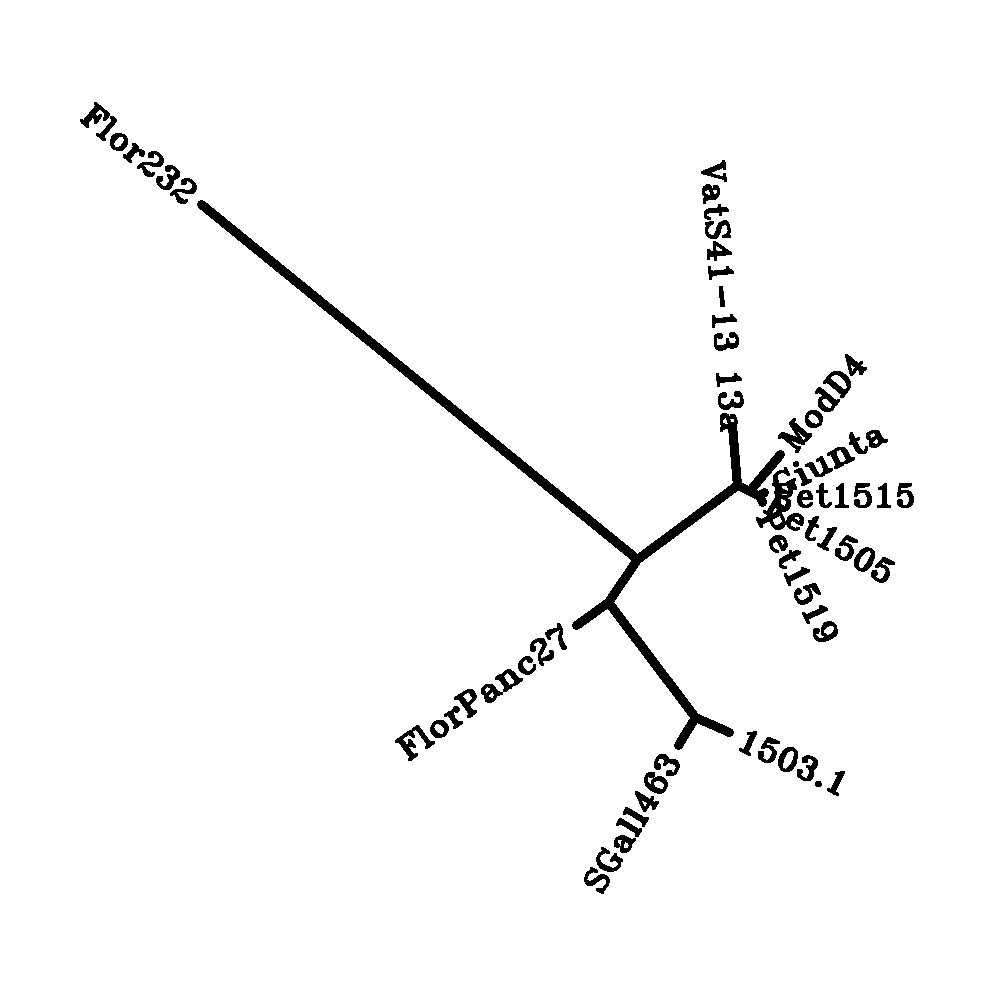 Flor232
VatS41-13 13a
ModD4
Giunta
Pet1515
Pet1505
Pet1519
FlorPanc27
1503.1
SGall463